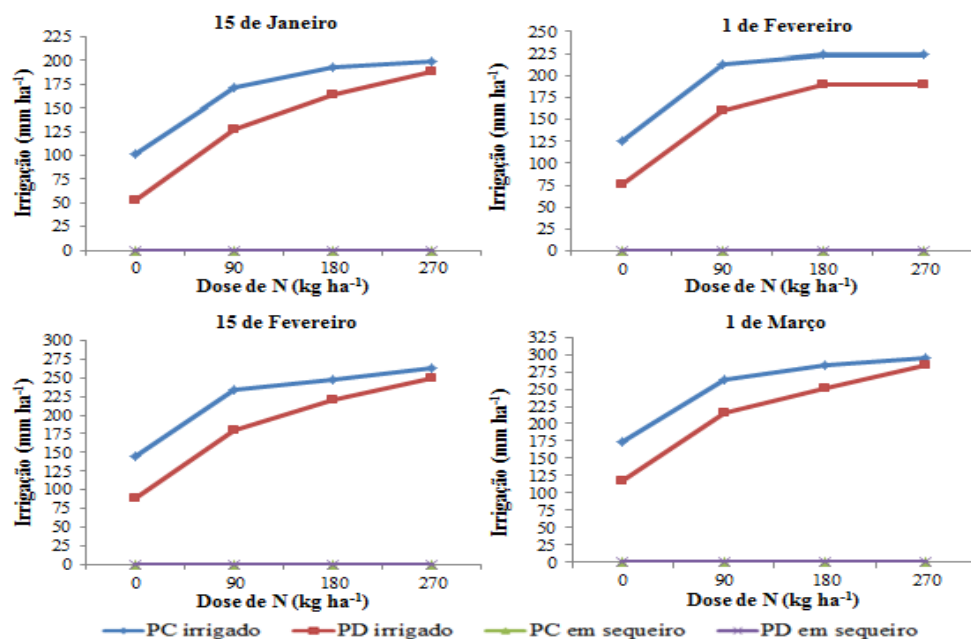 15 de Janeiro
Irrigação (mm ha⁻¹)
225
200
175
150
125
100
75
50
25
0
0 90 180 270
Dose de N (kg ha⁻¹)
1 de Fevereiro
Irrigação (mm ha⁻¹)
250
225
200
175
150
125
100
75
50
25
0
0 90 180 270
Dose de N (kg ha⁻¹)
15 de Fevereiro
Irrigação (mm ha⁻¹)
300
275
250
225
200
175
150
125
100
75
50
25
0
0 90 180 270
Dose de N (kg ha⁻¹)
1 de Março
Irrigação (mm ha⁻¹)
325
300
275
250
225
200
175
150
125
100
75
50
25
0
0 90 180 270
Dose de N (kg ha⁻¹)
PC irrigado PD irrigado PC em sequeiro PD em sequeiro